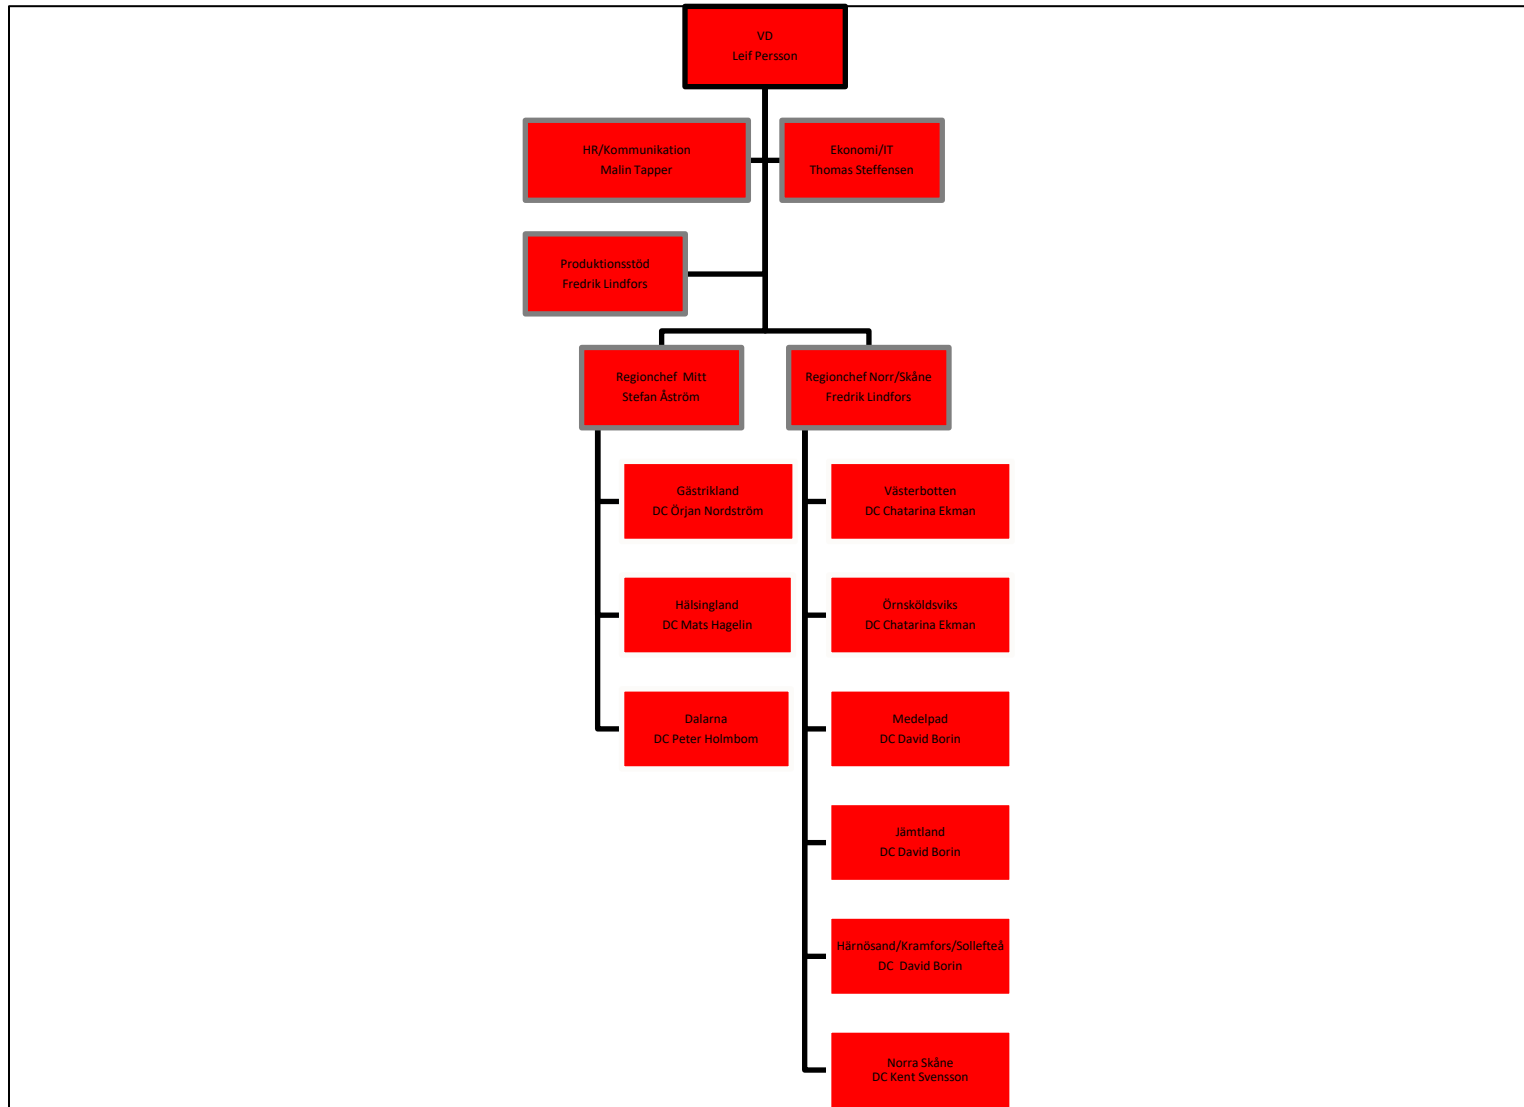 VD
Leif Persson
HR/Kommunikation
Malin Tapper
Ekonomi/IT
Thomas Steffensen
Produktionsstöd
Fredrik Lindfors
Regionchef  Mitt
Stefan Åström
Regionchef Norr/Skåne
Fredrik Lindfors
Gästrikland
DC Örjan Nordström
Hälsingland
DC Mats Hagelin
Dalarna
DC Peter Holmbom
Västerbotten
DC Chatarina Ekman
Örnsköldsviks
DC Chatarina Ekman
Medelpad
DC David Borin
Jämtland
DC David Borin
Härnösand/Kramfors/Sollefteå
DC  David Borin
Norra Skåne
DC Kent Svensson